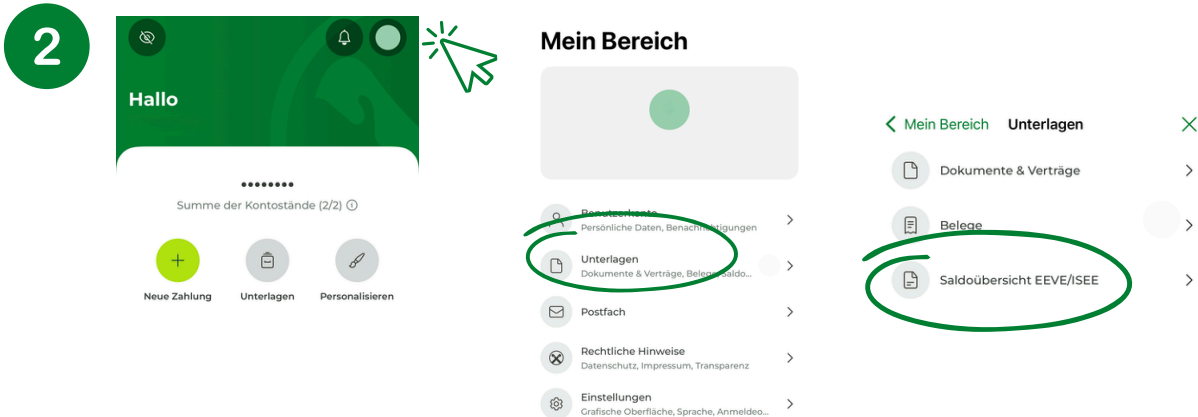 2
Hallo
••••••••
Summe der Kontostände (2/2)
Neue Zahlung
Unterlagen
Personalisieren
Mein Bereich
Benutzerkonto
Persönliche Daten, Benachrichtigungen
Unterlagen
Dokumente & Verträge, Belege, Saldo...
Postfach
Rechtliche Hinweise
Datenschutz, Impressum, Transparenz
Einstellungen
Grafische Oberfläche, Sprache, Anmeldeo...
Mein Bereich Unterlagen
Dokumente & Verträge
Belege
Saldoübersicht EEVE/ISEE